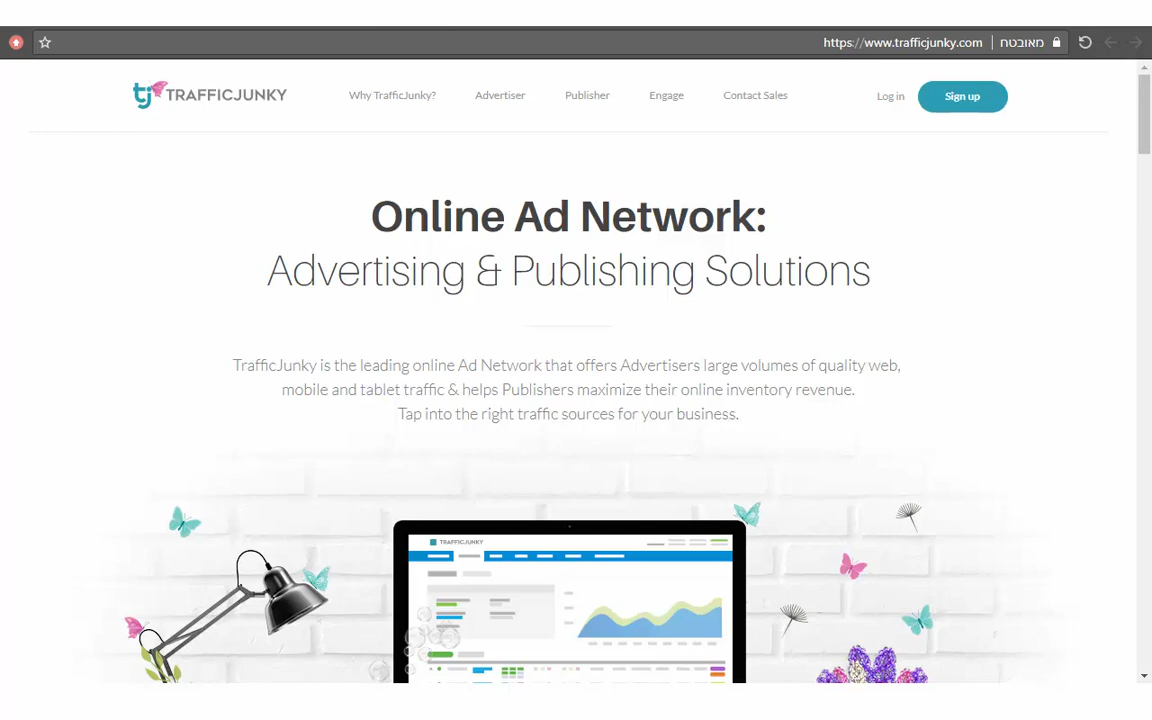 https://www.trafficjunky.com | מאובטח
TRAFFICJUNKY
Why TrafficJunky?
Advertiser
Publisher
Engage
Contact Sales
Log in
Sign up
Online Ad Network:
Advertising & Publishing Solutions
TrafficJunky is the leading online Ad Network that offers Advertisers large volumes of quality web,
mobile and tablet traffic & helps Publishers maximize their online inventory revenue.
Tap into the right traffic sources for your business.
TRAFFICJUNKY